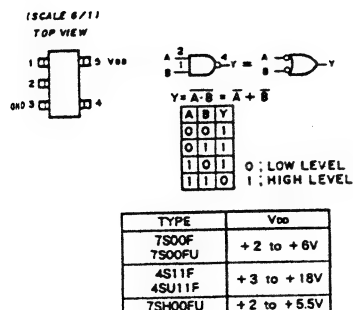 (SCALE 6/1)
TOP VIEW
1 5 VDD
2
GND 3 4
A 2 4 Y = A Y
B 1 B
Y = A·B = A + B
A B Y
0 0 1
0 1 1
1 0 1
1 1 0
0 ; LOW LEVEL
1 ; HIGH LEVEL
TYPE VDD
7S00F
7S00FU
+2 to +6V
4S11F
4SU11F
+3 to +18V
7SH00FU +2 to +5.5V